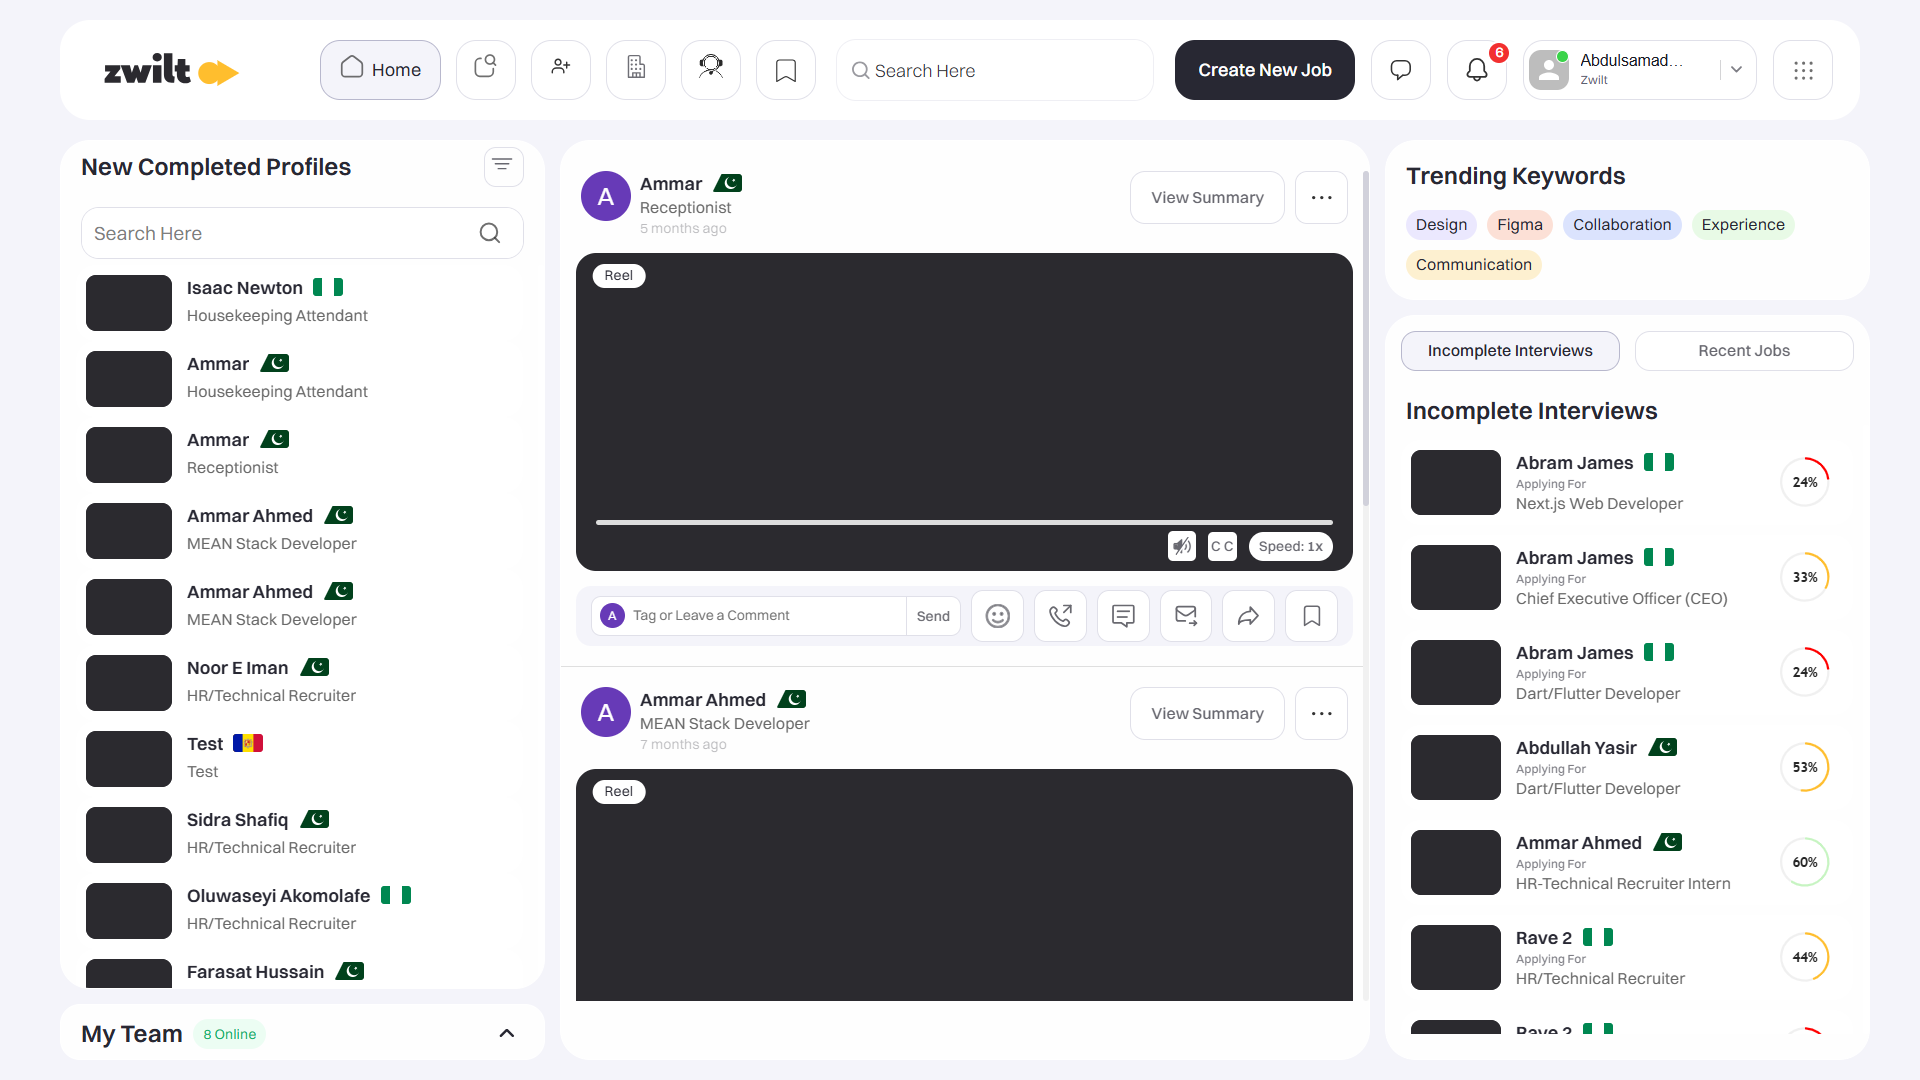 zwilt
Home
Search Here
Create New Job
6
Abdulsamad...
Zwilt
New Completed Profiles
Search Here
Isaac Newton
Housekeeping Attendant
Ammar
Housekeeping Attendant
Ammar
Receptionist
Ammar Ahmed
MEAN Stack Developer
Ammar Ahmed
MEAN Stack Developer
Noor E Iman
HR/Technical Recruiter
Test
Test
Sidra Shafiq
HR/Technical Recruiter
Oluwaseyi Akomolafe
HR/Technical Recruiter
Farasat Hussain
My Team
8 Online
A
Ammar
Receptionist
5 months ago
View Summary
Reel
CC
Speed: 1x
A
Tag or Leave a Comment
Send
A
Ammar Ahmed
MEAN Stack Developer
7 months ago
View Summary
Reel
Trending Keywords
Design
Figma
Collaboration
Experience
Communication
Incomplete Interviews
Recent Jobs
Incomplete Interviews
Abram James
Applying For
Next.js Web Developer
24%
Abram James
Applying For
Chief Executive Officer (CEO)
33%
Abram James
Applying For
Dart/Flutter Developer
24%
Abdullah Yasir
Applying For
Dart/Flutter Developer
53%
Ammar Ahmed
Applying For
HR-Technical Recruiter Intern
60%
Rave 2
Applying For
HR/Technical Recruiter
44%
Rave 2